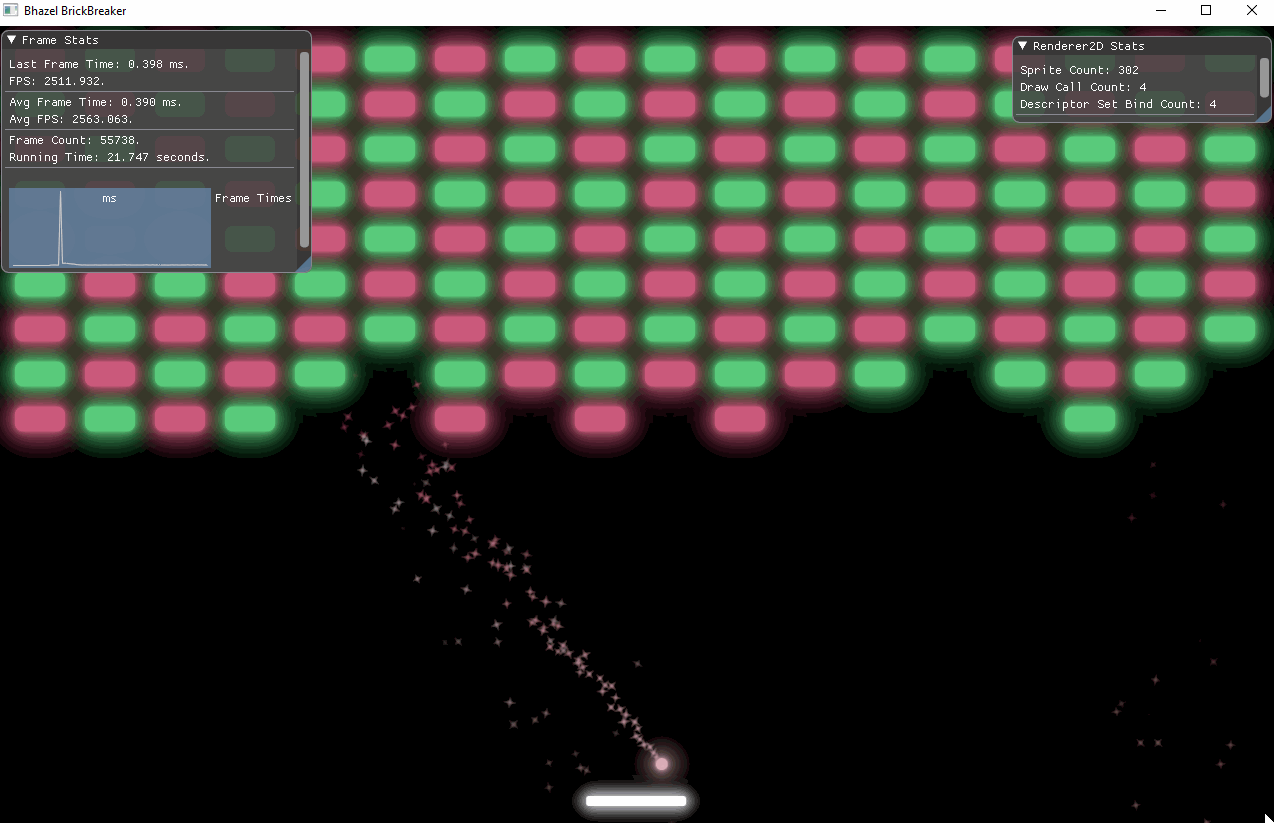 Bhazel BrickBreaker
Frame Stats
Last Frame Time: 0.398 ms.
FPS: 2511.932.
Avg Frame Time: 0.390 ms.
Avg FPS: 2563.063.
Frame Count: 55738.
Running Time: 21.747 seconds.
ms
Frame Times
Renderer2D Stats
Sprite Count: 302
Draw Call Count: 4
Descriptor Set Bind Count: 4